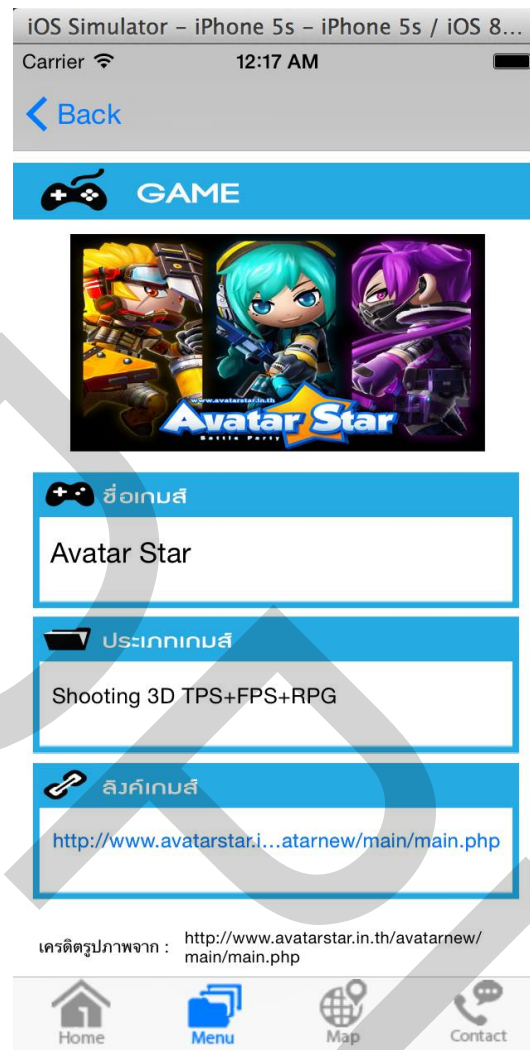 iOS Simulator – iPhone 5s – iPhone 5s / iOS 8...
Carrier 12:17 AM
Back
GAME
www.avatarstar.in.th
Avatar Star
Battle Party
ชื่อเกมส์
Avatar Star
ประเภทเกมส์
Shooting 3D TPS+FPS+RPG
ลิงค์เกมส์
http://www.avatarstar.i...atarnew/main/main.php
เครดิตรูปภาพจาก : http://www.avatarstar.in.th/avatarnew/
main/main.php
Home Menu Map Contact